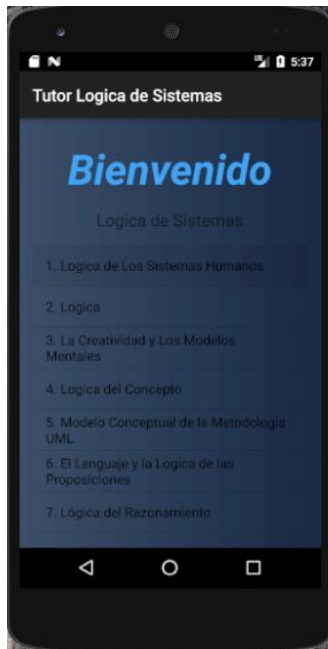 5:37
Tutor Logica de Sistemas
Bienvenido
Logica de Sistemas
1. Logica de Los Sistemas Humanos
2. Logica
3. La Creatividad y Los Modelos
Mentales
4. Logica del Concepto
5. Modelo Conceptual de la Metodologia
UML
6. El Lenguaje y la Logica de las
Proposiciones
7. Lógica del Razonamiento